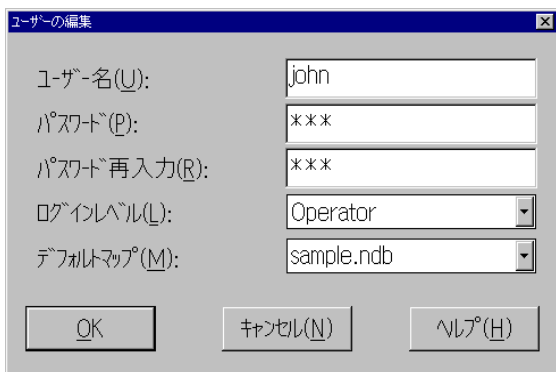 ユーザーの編集
ユーザー名(U): john
パスワード(P): ***
パスワード再入力(R): ***
ログインレベル(L): Operator
デフォルトマップ(M): sample.ndb
OK キャンセル(N) ヘルプ(H)